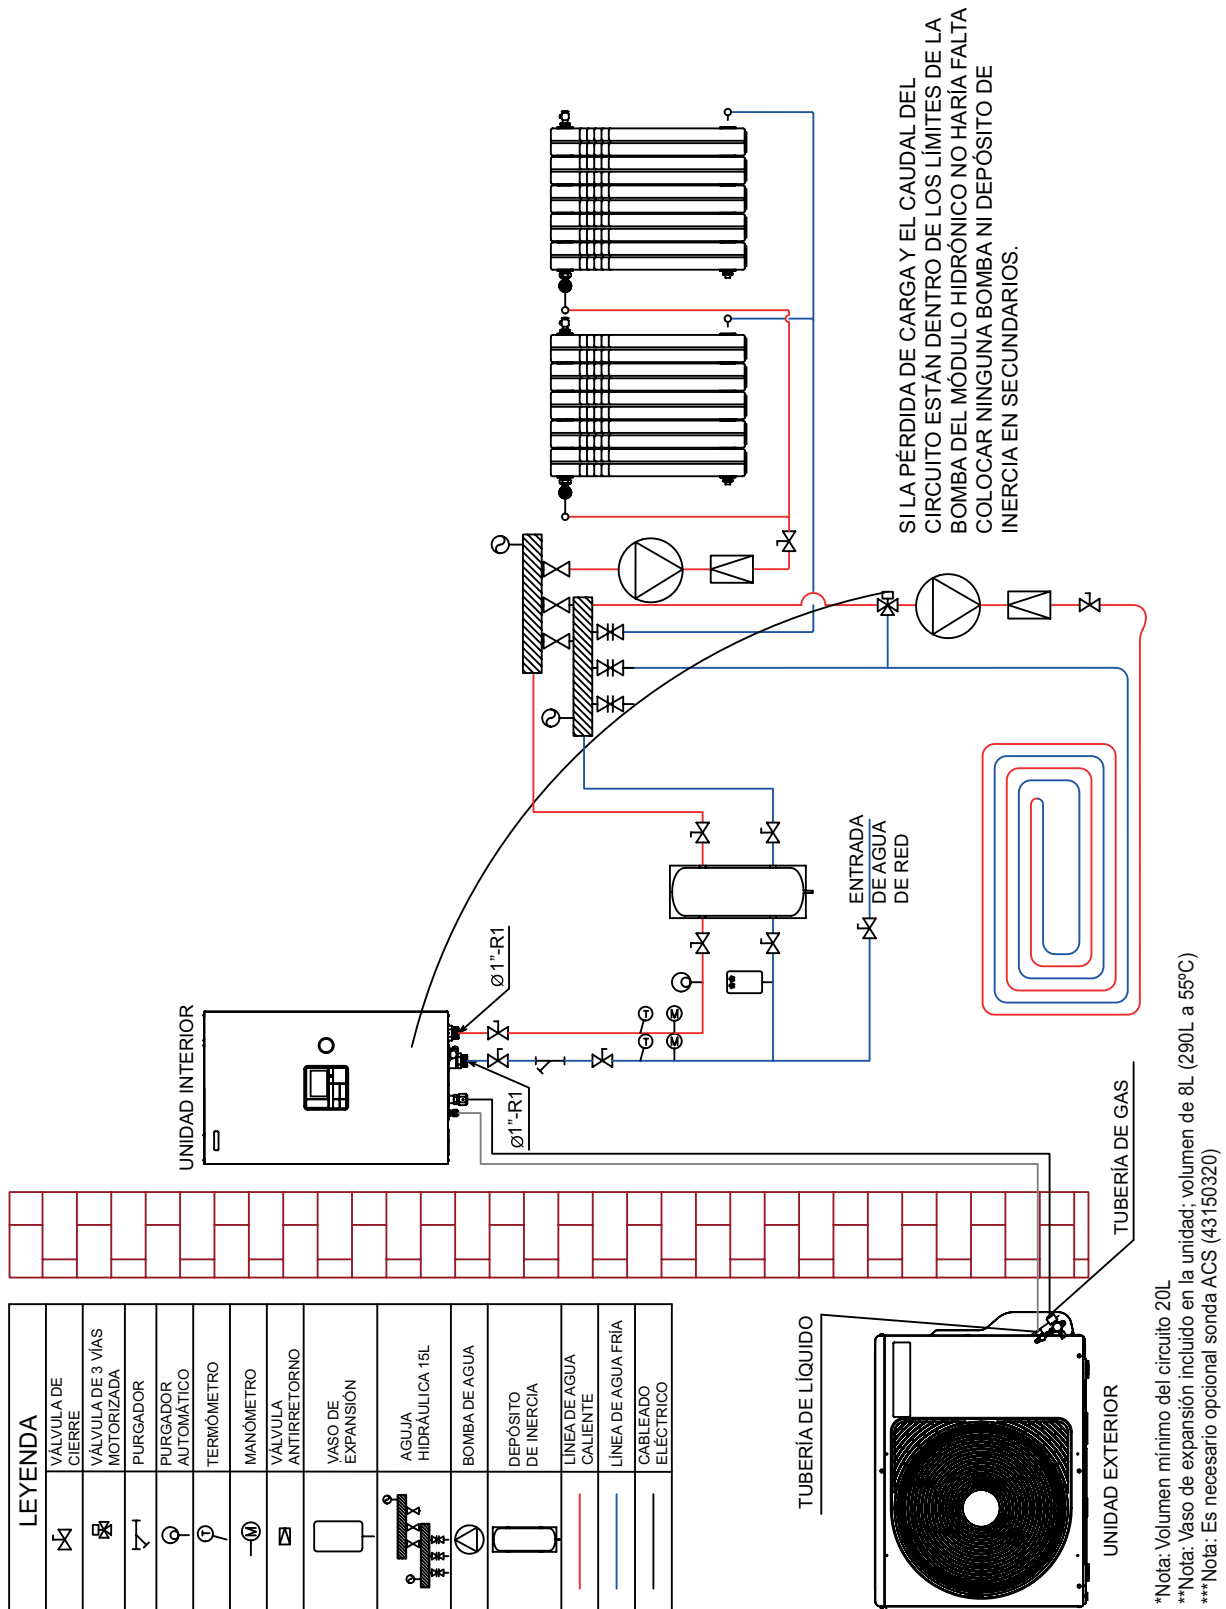 SI LA PÉRDIDA DE CARGA Y EL CAUDAL DEL
CIRCUITO ESTÁN DENTRO DE LOS LÍMITES DE LA
BOMBA DEL MÓDULO HIDRÓNICO NO HARÍA FALTA
COLOCAR NINGUNA BOMBA NI DEPÓSITO DE
INERCIA EN SECUNDARIOS.
UNIDAD INTERIOR
Ø1"-R1
Ø1"-R1
T
T
M
M
ENTRADA
DE AGUA
DE RED
LEYENDA
VÁLVULA DE
CIERRE
VÁLVULA DE 3 VÍAS
MOTORIZADA
PURGADOR
PURGADOR
AUTOMÁTICO
T
TERMÓMETRO
M
MANÓMETRO
VÁLVULA
ANTIRRETORNO
VASO DE
EXPANSIÓN
AGUJA
HIDRÁULICA 15L
BOMBA DE AGUA
DEPÓSITO
DE INERCIA
LÍNEA DE AGUA
CALIENTE
LÍNEA DE AGUA FRÍA
CABLEADO
ELÉCTRICO
TUBERÍA DE LÍQUIDO
TUBERÍA DE GAS
UNIDAD EXTERIOR
*Nota: Volumen mínimo del circuito 20L
**Nota: Vaso de expansión incluido en la unidad; volumen de 8L (290L a 55ºC)
***Nota: Es necesario opcional sonda ACS (43150320)